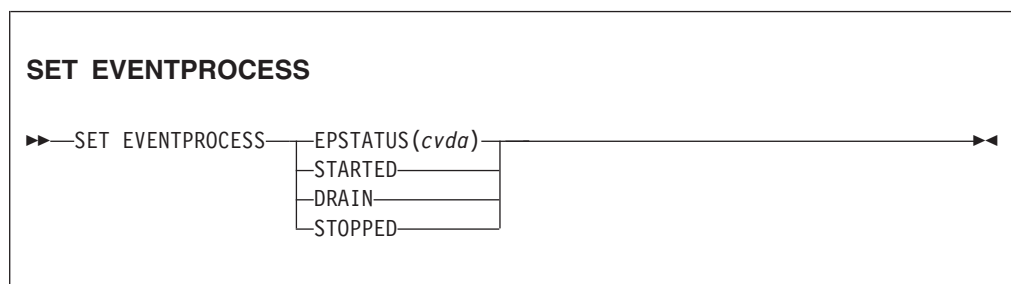 SET EVENTPROCESS
SET EVENTPROCESS EPSTATUS(cvda)
STARTED
DRAIN
STOPPED